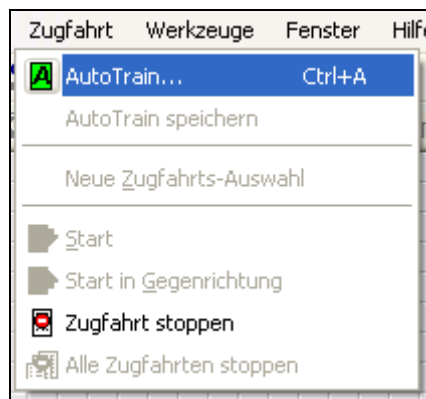 Zugfahrt Werkzeuge Fenster Hilfe
AutoTrain... Ctrl+A
AutoTrain speichern
Neue Zugfahrts-Auswahl
Start
Start in Gegenrichtung
Zugfahrt stoppen
Alle Zugfahrten stoppen